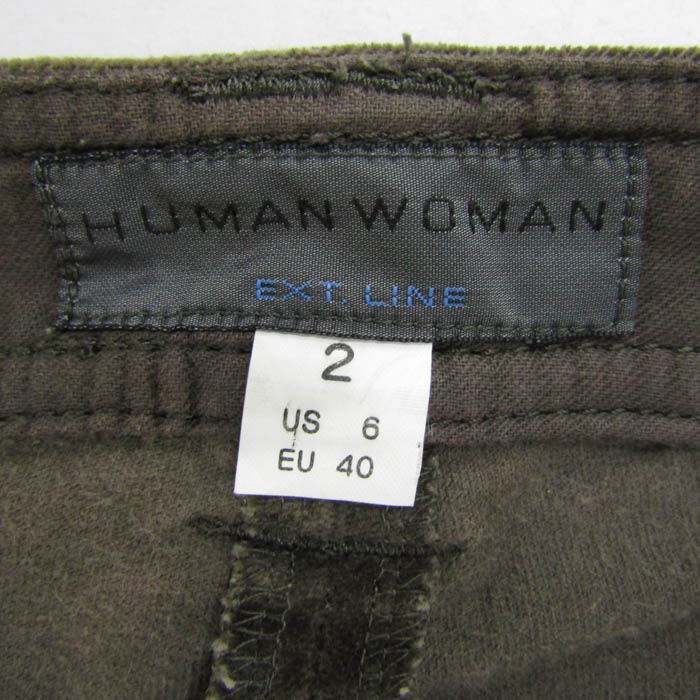 HUMAN WOMAN
EXT. LINE
2
US 6
EU 40